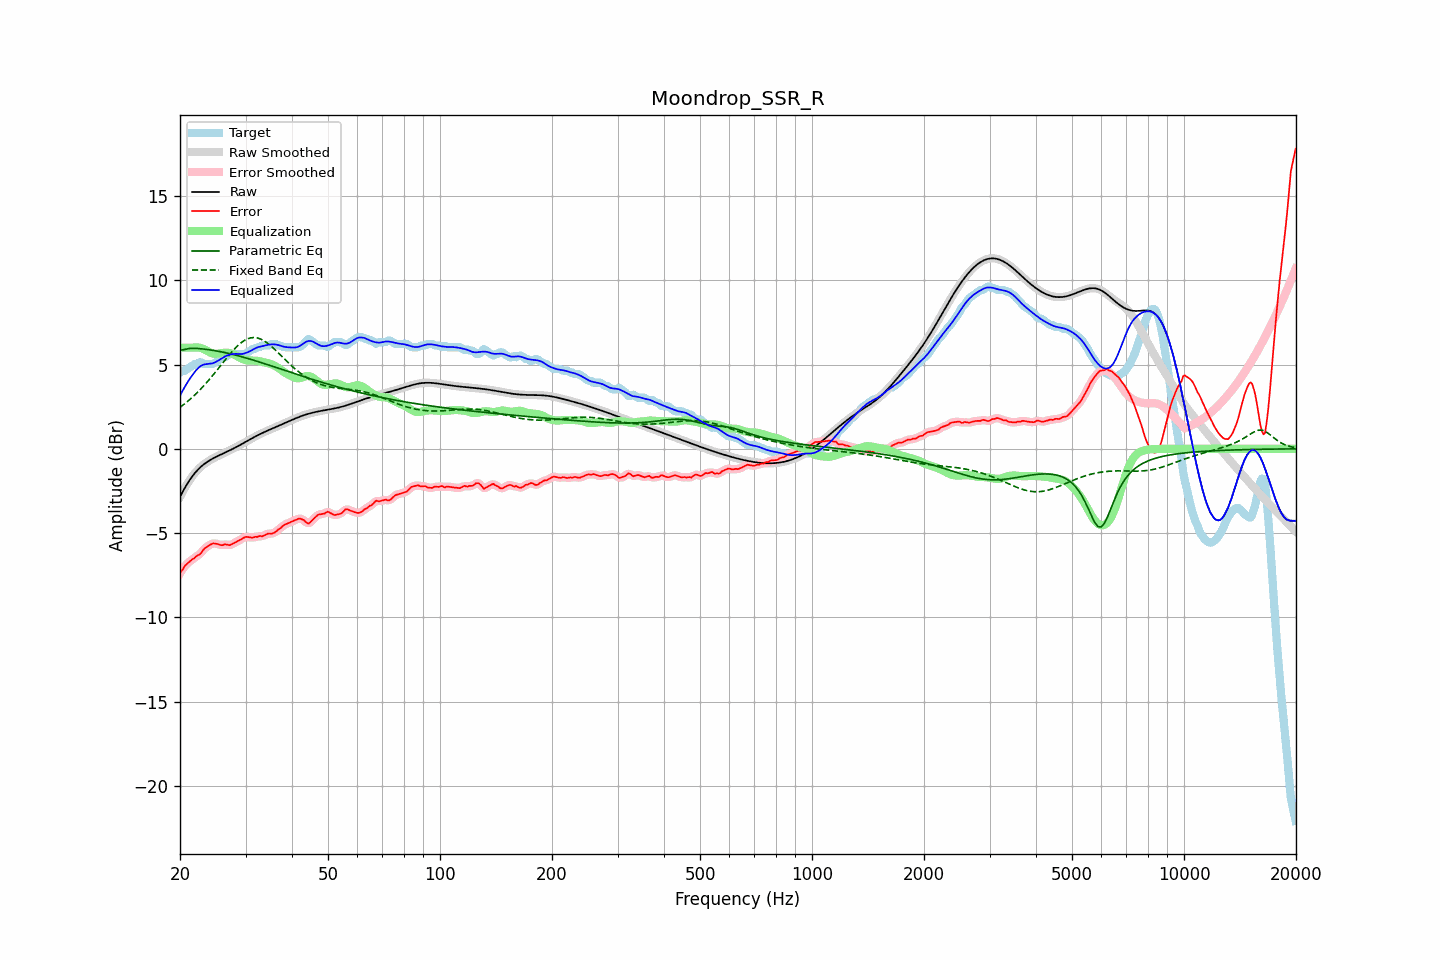 Moondrop_SSR_R
Target
Raw Smoothed
Error Smoothed
Raw
Error
Equalization
Parametric Eq
Fixed Band Eq
Equalized
15
10
5
0
−5
−10
−15
−20
Amplitude (dBr)
20 50 100 200 500 1000 2000 5000 10000 20000
Frequency (Hz)